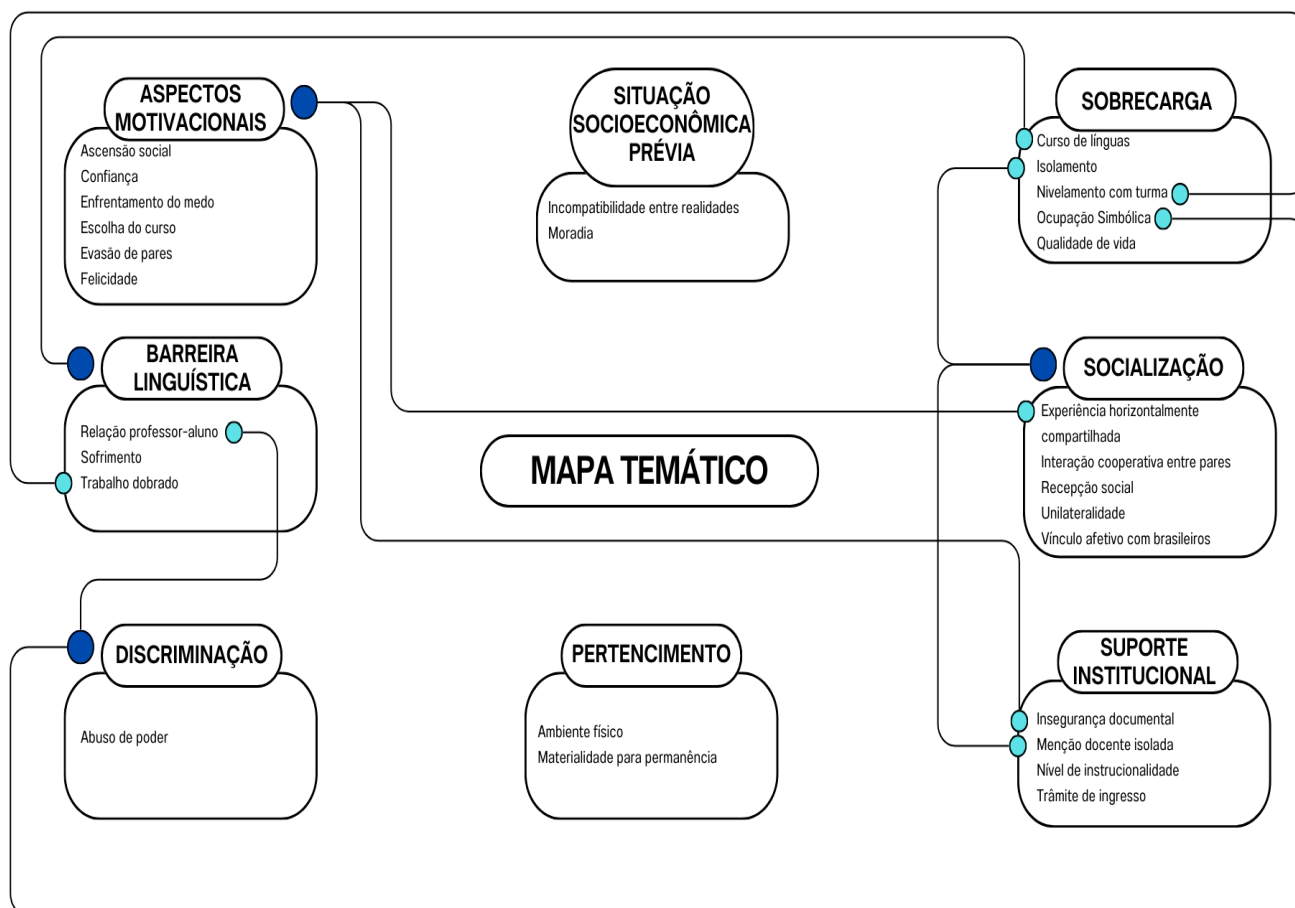 ASPECTOS
MOTIVACIONAIS
Ascensão social
Confiança
Enfrentamento do medo
Escolha do curso
Evasão de pares
Felicidade
SITUAÇÃO
SOCIOECONÔMICA
PRÉVIA
Incompatibilidade entre realidades
Moradia
SOBRECARGA
Curso de línguas
Isolamento
Nivelamento com turma
Ocupação Simbólica
Qualidade de vida
BARREIRA
LINGUÍSTICA
Relação professor-aluno
Sofrimento
Trabalho dobrado
MAPA TEMÁTICO
SOCIALIZAÇÃO
Experiência horizontalmente
compartilhada
Interação cooperativa entre pares
Recepção social
Unilateralidade
Vínculo afetivo com brasileiros
DISCRIMINAÇÃO
Abuso de poder
PERTENCIMENTO
Ambiente físico
Materialidade para permanência
SUPORTE
INSTITUCIONAL
Insegurança documental
Menção docente isolada
Nível de instrucionalidade
Trâmite de ingresso